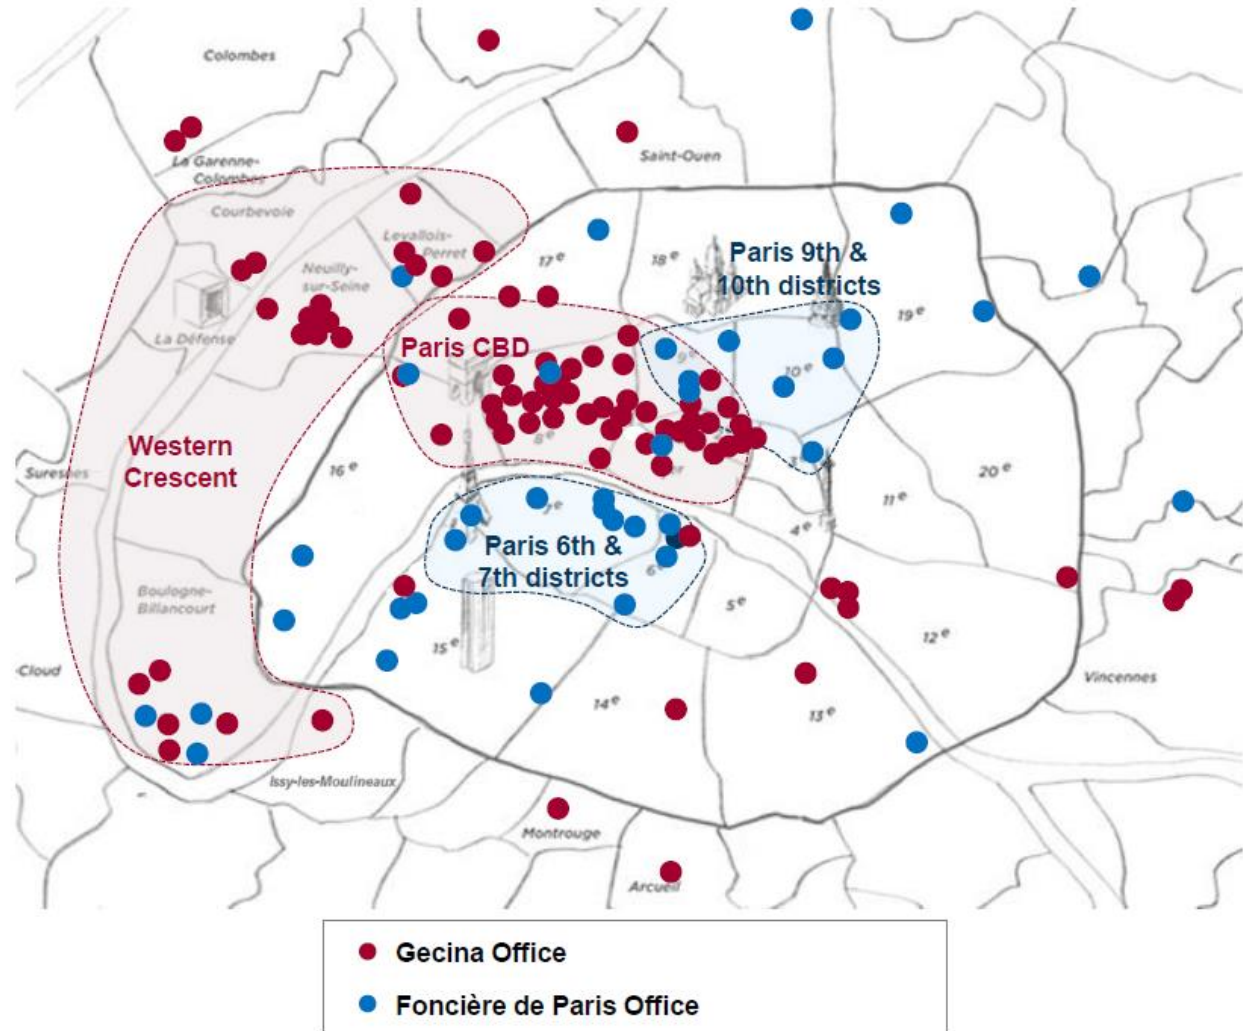 Colombes
La Garenne-
Colombes
Saint-Ouen
Courbevoie
Levallois-
Perret
17e
18e
Paris 9th &
10th districts
Neuilly-
sur-Seine
19e
La Défense
Paris CBD
9e
10e
Western
Crescent
8e
2e
Suresnes
16e
20e
11e
7e
4e
Paris 6th &
7th districts
6e
Boulogne-
Billancourt
5e
12e
15e
-Cloud
Vincennes
14e
13e
Issy-les-Moulineaux
Montrouge
Arcueil
Gecina Office
Foncière de Paris Office